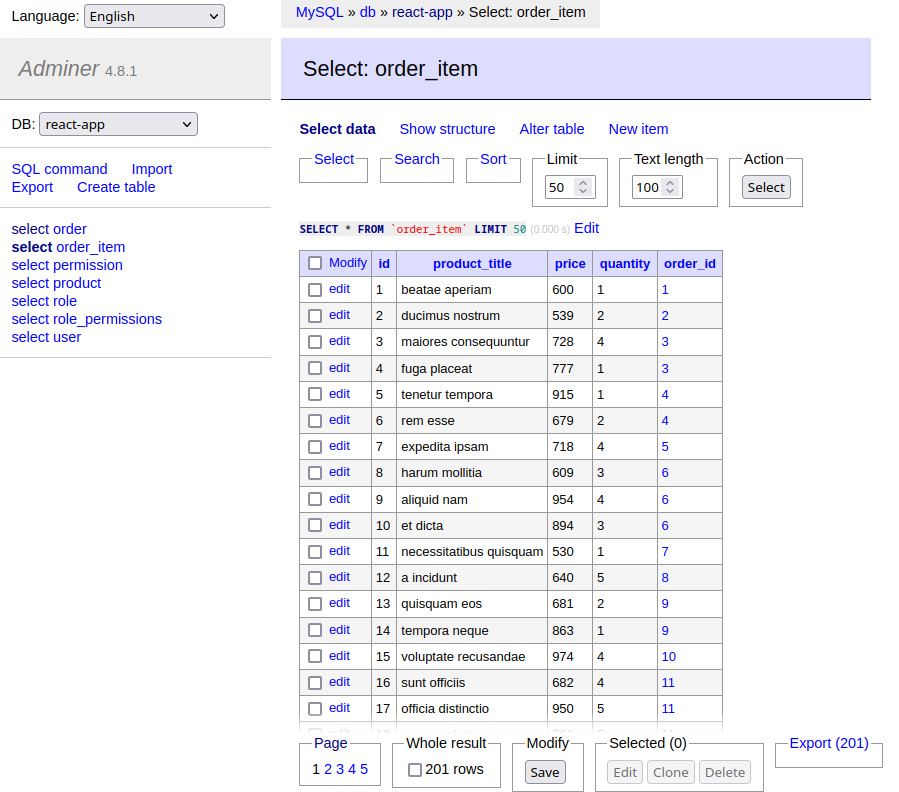 Language: English
MySQL » db » react-app » Select: order_item
Adminer 4.8.1
Select: order_item
DB: react-app
SQL command Import
Export Create table
select order
select order_item
select permission
select product
select role
select role_permissions
select user
Select data Show structure Alter table New item
Select Search Sort Limit Text length Action
50 100 Select
SELECT * FROM `order_item` LIMIT 50 (0.000 s) Edit
Modify id product_title price quantity order_id
edit 1 beatae aperiam 600 1 1
edit 2 ducimus nostrum 539 2 2
edit 3 maiores consequuntur 728 4 3
edit 4 fuga placeat 777 1 3
edit 5 tenetur tempora 915 1 4
edit 6 rem esse 679 2 4
edit 7 expedita ipsam 718 4 5
edit 8 harum mollitia 609 3 6
edit 9 aliquid nam 954 4 6
edit 10 et dicta 894 3 6
edit 11 necessitatibus quisquam 530 1 7
edit 12 a incidunt 640 5 8
edit 13 quisquam eos 681 2 9
edit 14 tempora neque 863 1 9
edit 15 voluptate recusandae 974 4 10
edit 16 sunt officiis 682 4 11
edit 17 officia distinctio 950 5 11
Page Whole result Modify Selected (0) Export (201)
1 2 3 4 5 201 rows Save Edit Clone Delete